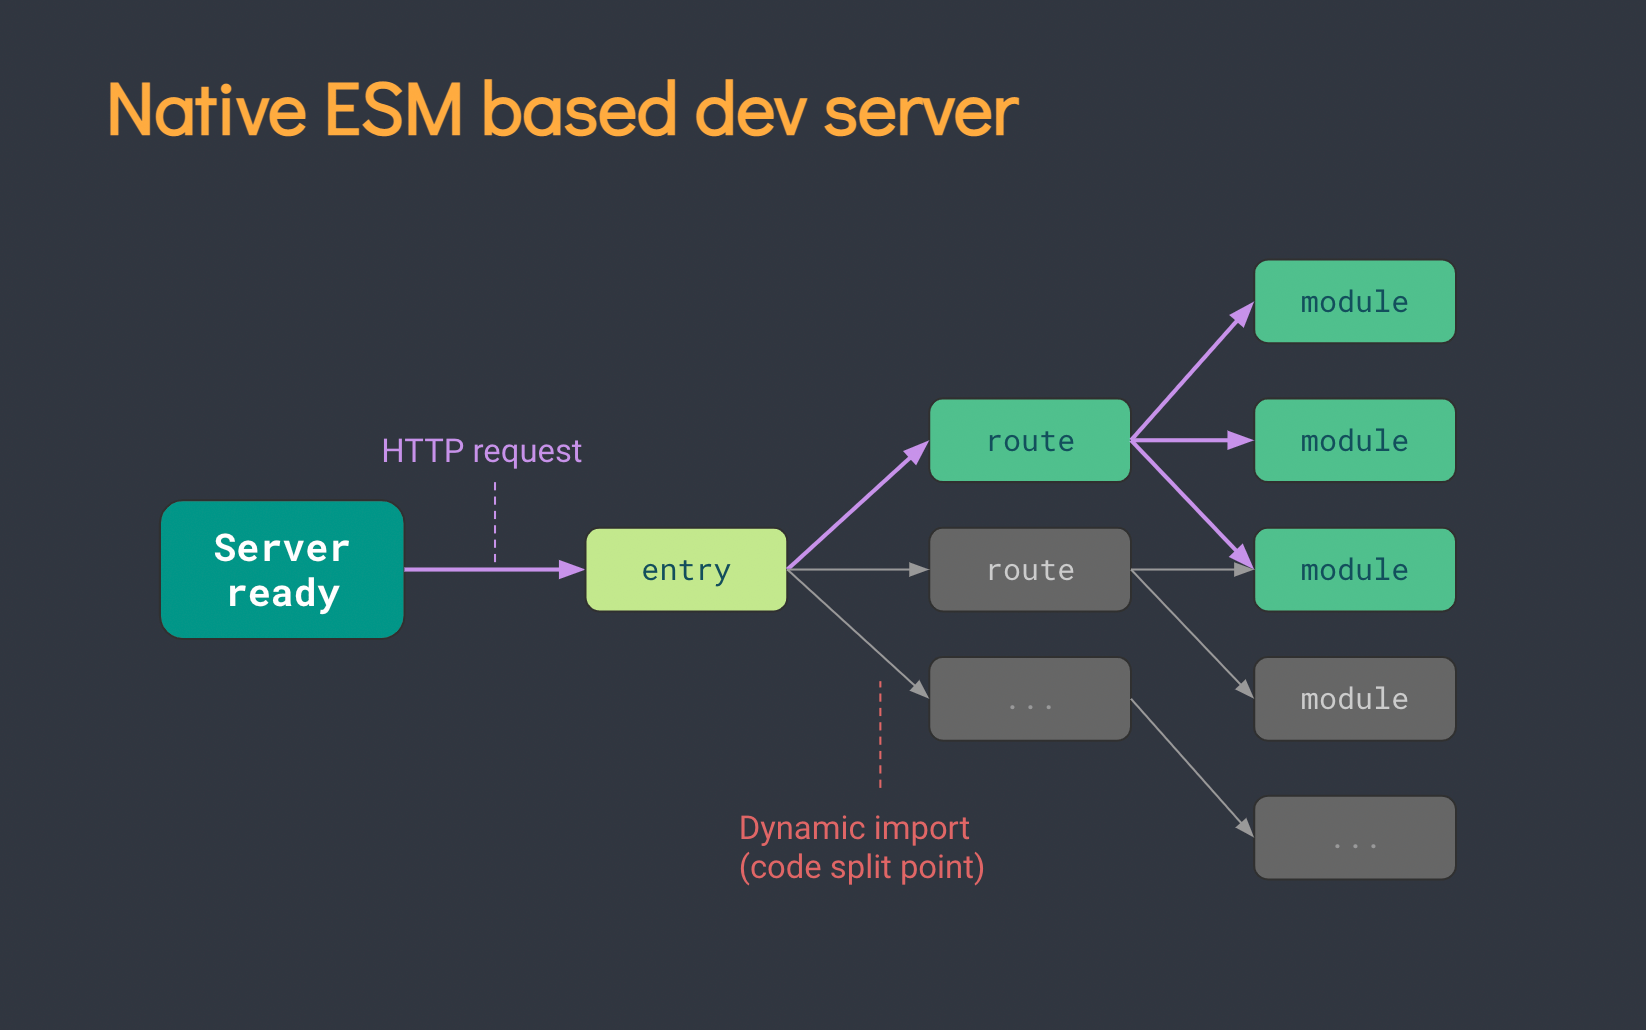 Native ESM based dev server
HTTP request
Server
ready
entry
route
route
...
module
module
module
module
...
Dynamic import
(code split point)